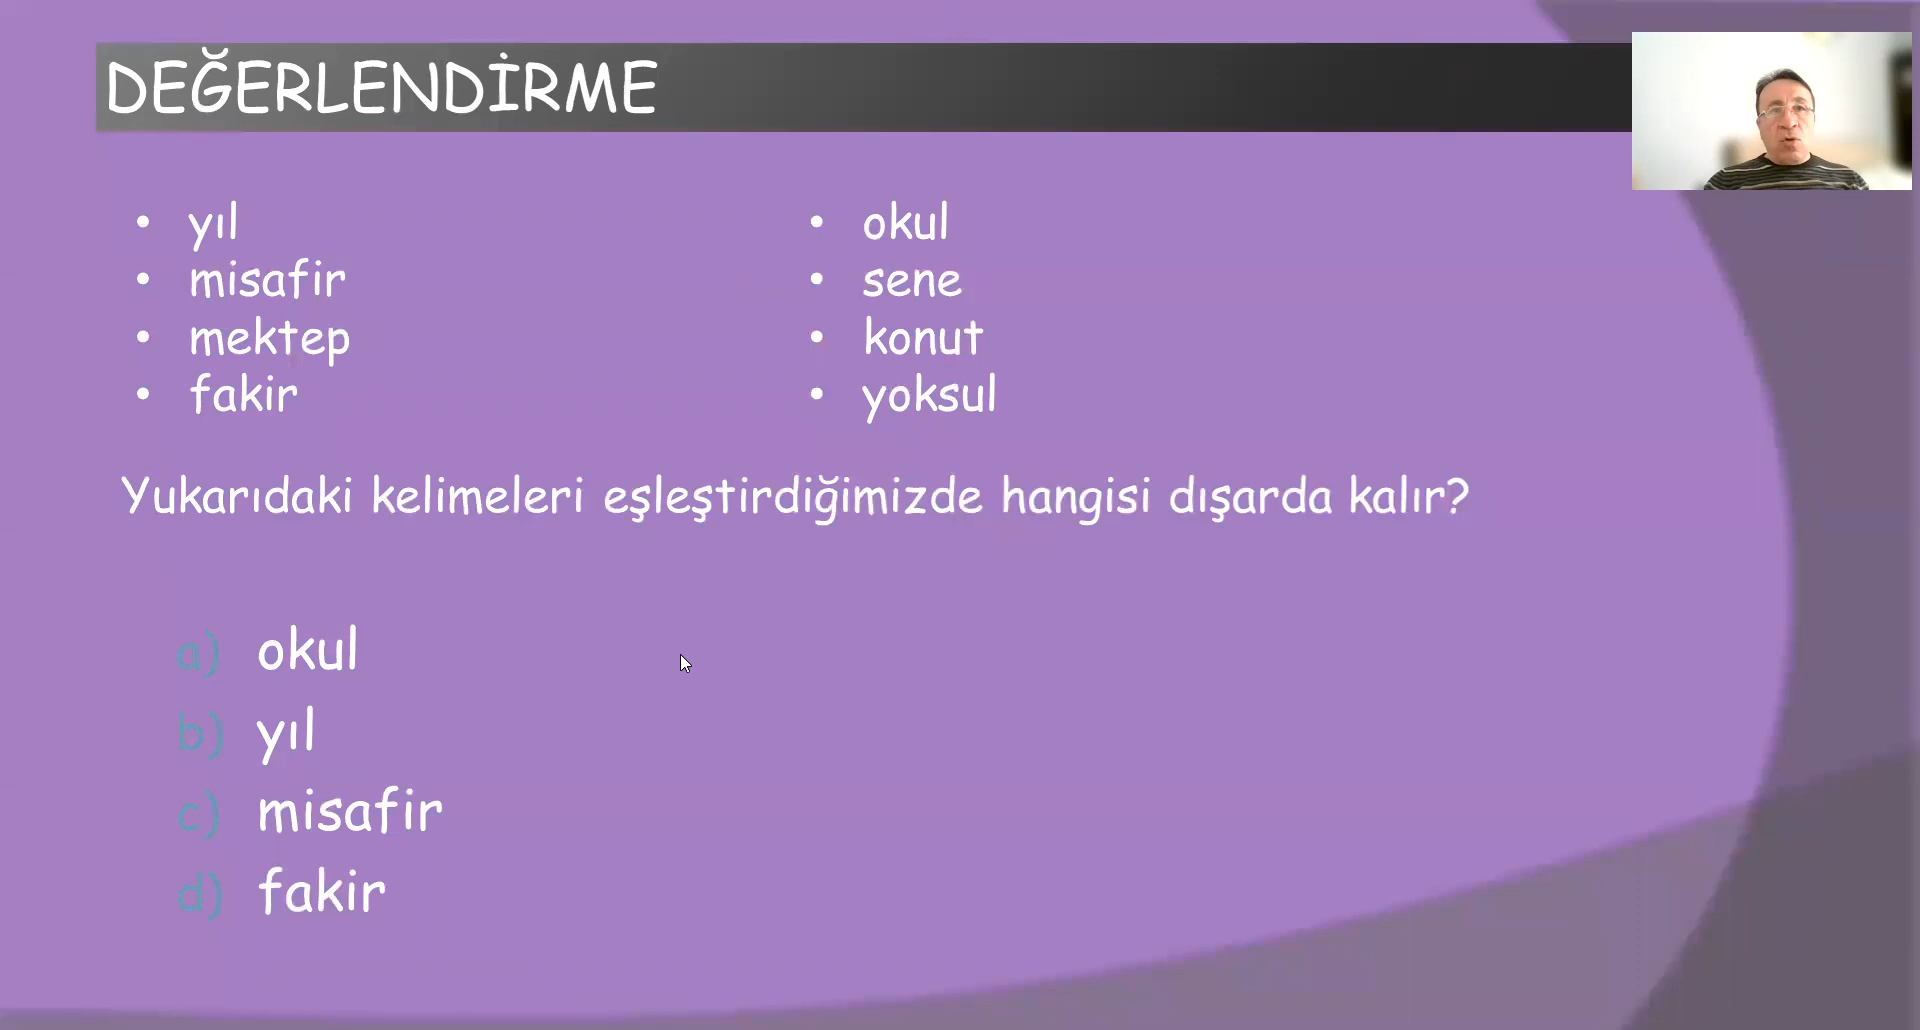 DEĞERLENDİRME
• yıl
• misafir
• mektep
• fakir
• okul
• sene
• konut
• yoksul
Yukarıdaki kelimeleri eşleştirdiğimizde hangisi dışarda kalır?
a) okul
b) yıl
c) misafir
d) fakir